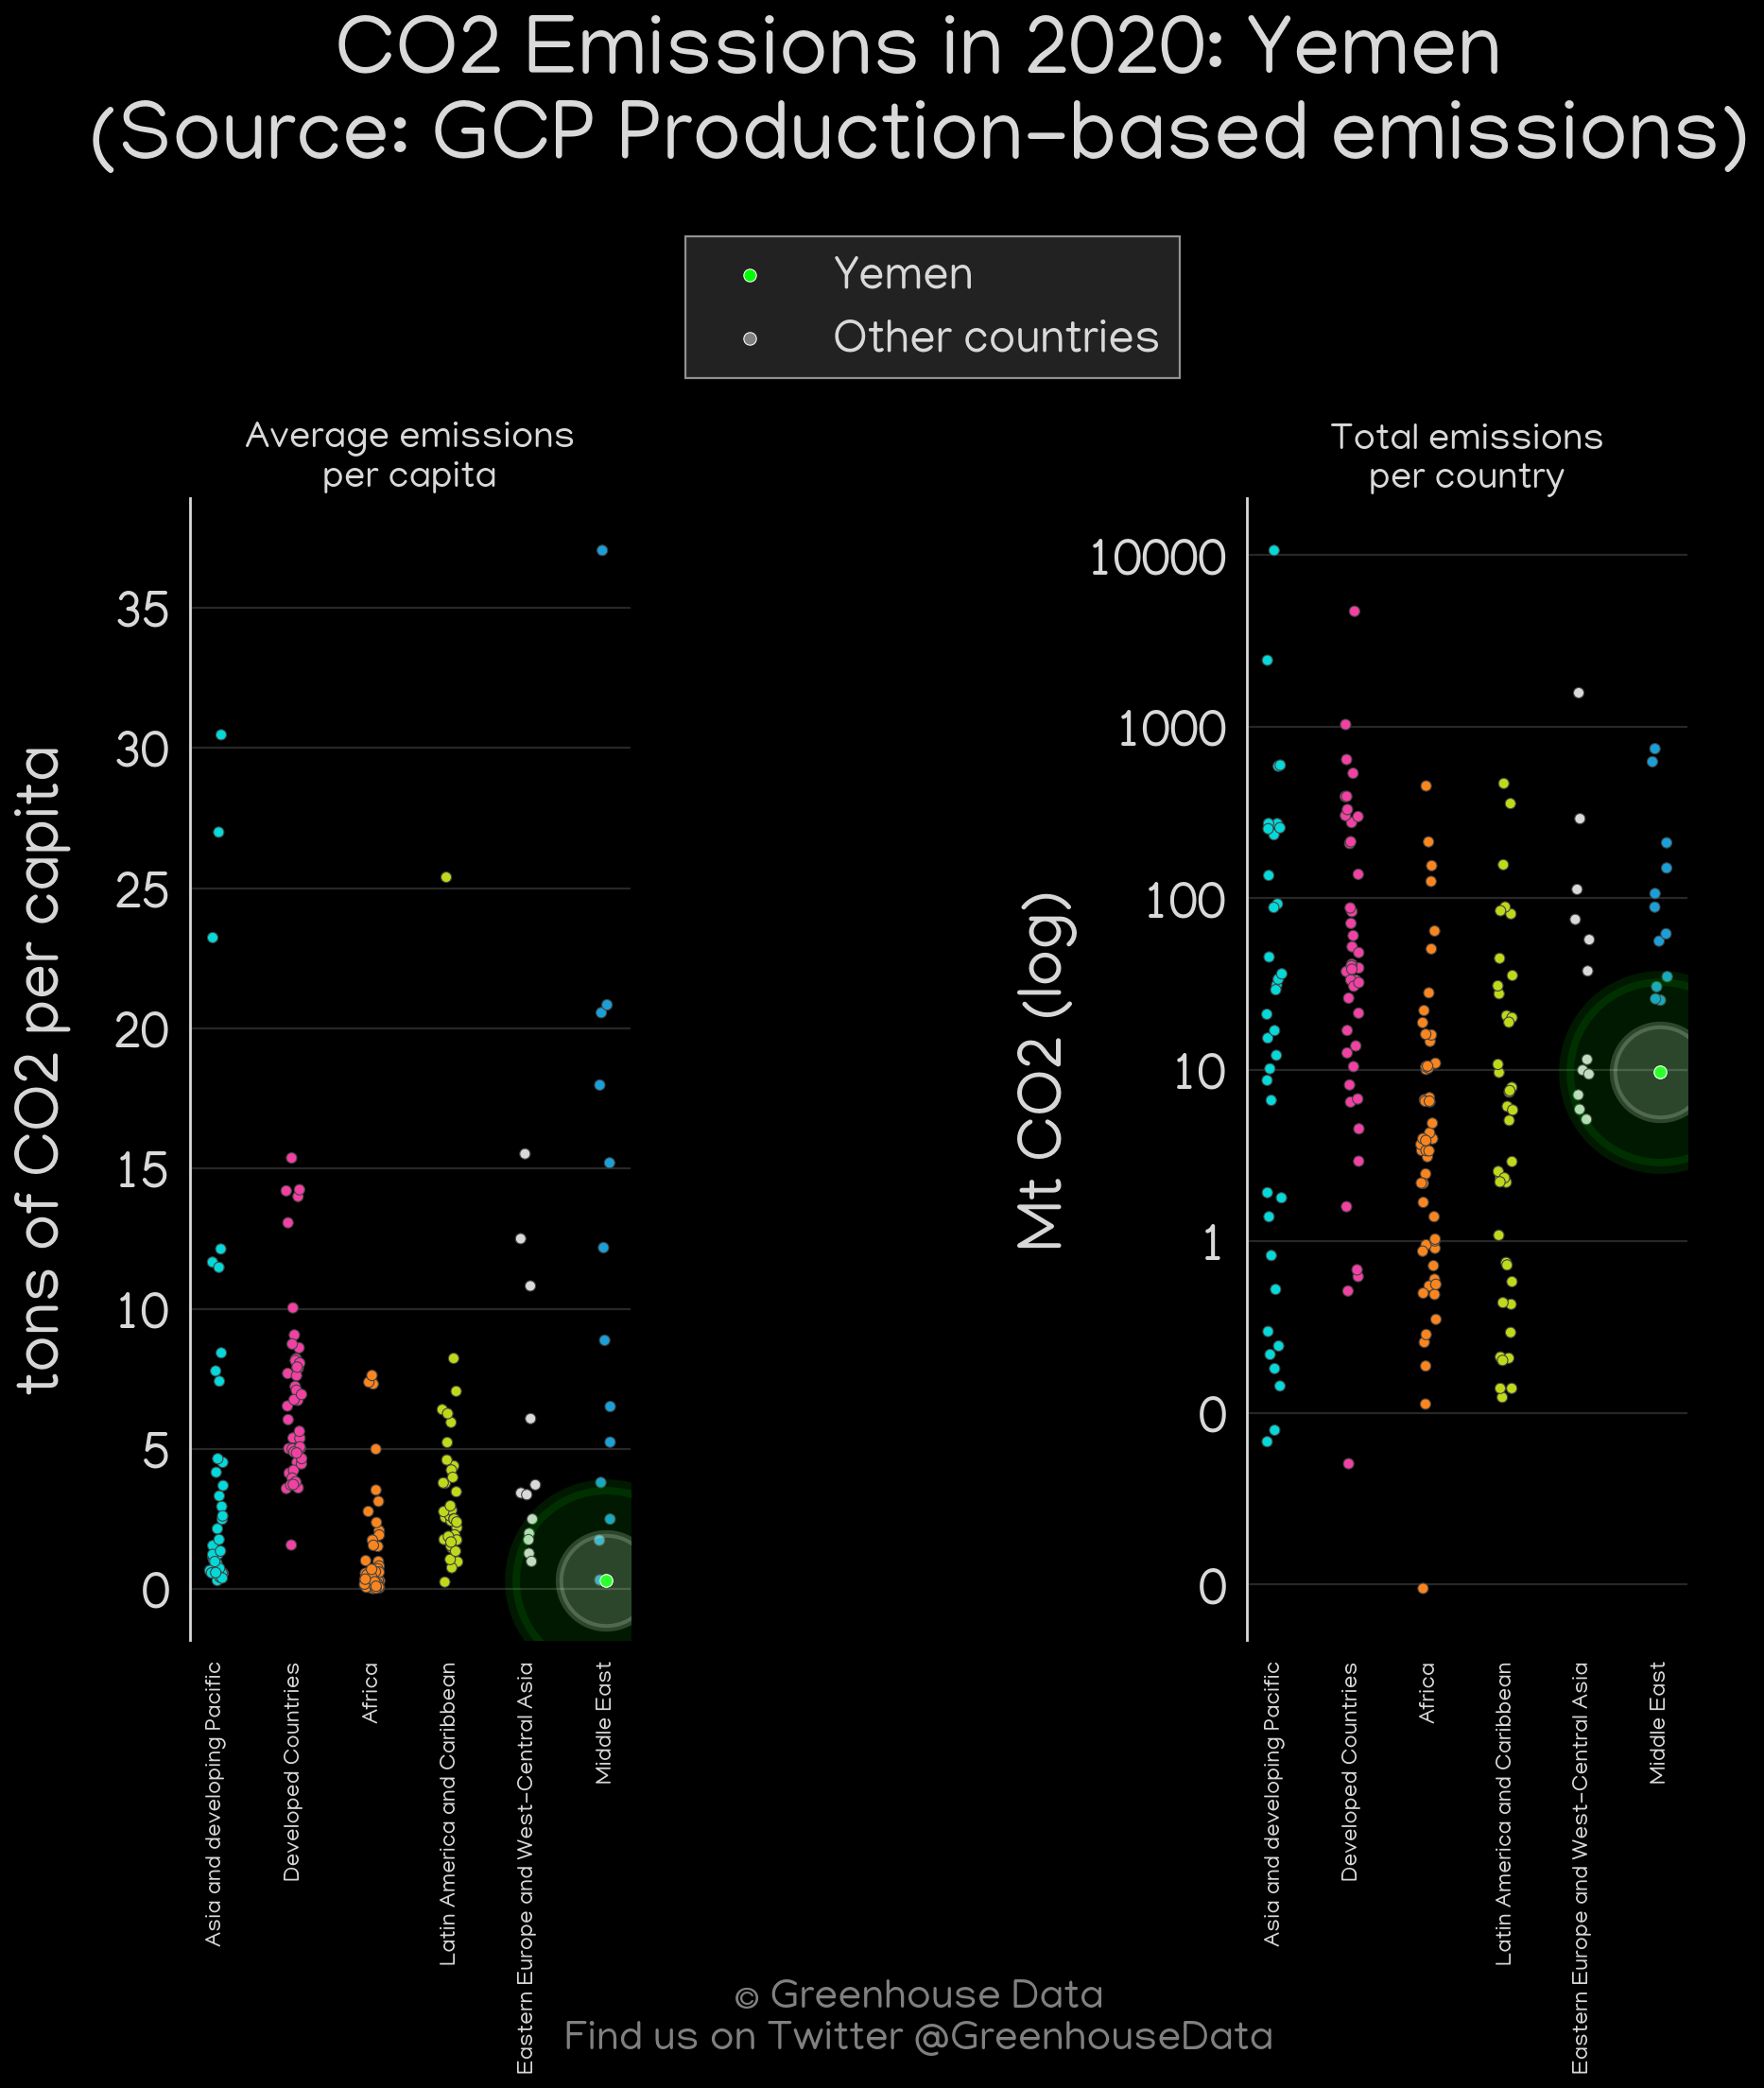 CO2 Emissions in 2020: Yemen
(Source: GCP Production-based emissions)
Yemen
Other countries
Average emissions
per capita
tons of CO2 per capita
35
30
25
20
15
10
5
0
Asia and developing Pacific
Developed Countries
Africa
Latin America and Caribbean
Eastern Europe and West-Central Asia
Middle East
Total emissions
per country
Mt CO2 (log)
10000
1000
100
10
1
0
0
Asia and developing Pacific
Developed Countries
Africa
Latin America and Caribbean
Eastern Europe and West-Central Asia
Middle East
© Greenhouse Data
Find us on Twitter @GreenhouseData